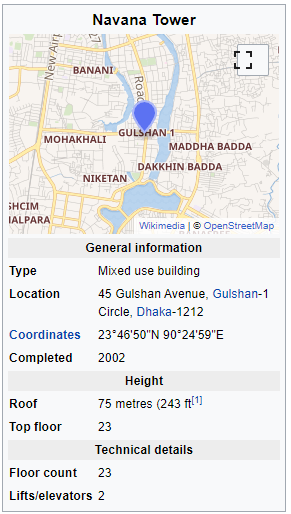 Navana Tower
BANANI
New Air
Road
GULSHAN 1
MOHAKHALI
MADDHA BADDA
DAKKHIN BADDA
NIKETAN
SHCIM
HALPARA
Wikimedia | © OpenStreetMap
General information
Type Mixed use building
Location 45 Gulshan Avenue, Gulshan-1
Circle, Dhaka-1212
Coordinates 23°46′50″N 90°24′59″E
Completed 2002
Height
Roof 75 metres (243 ft[1]
Top floor 23
Technical details
Floor count 23
Lifts/elevators 2